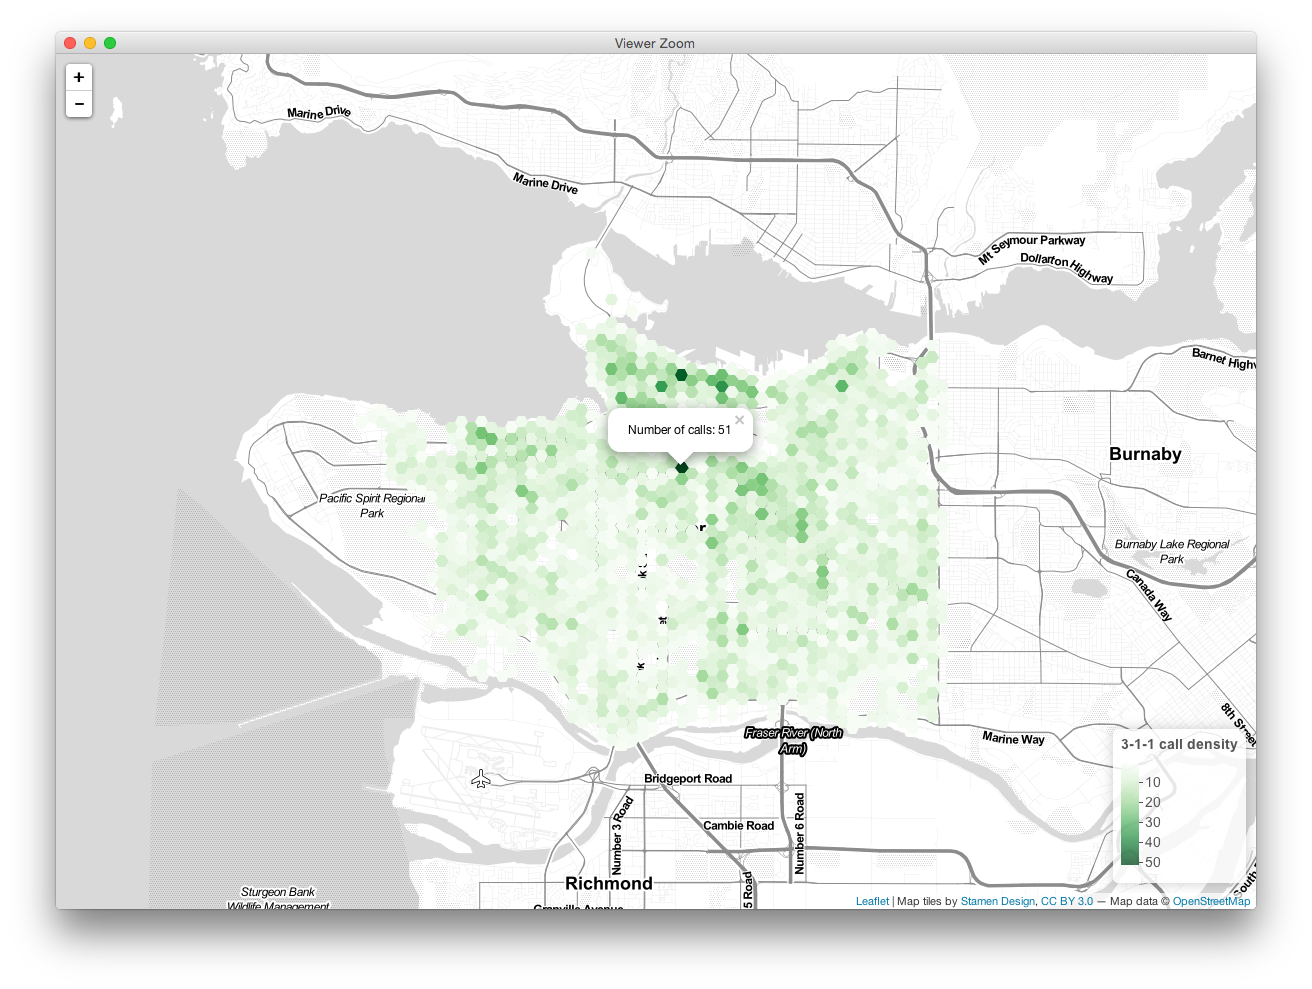 Viewer Zoom
+
−
Marine Drive
Marine Drive
Mt Seymour Parkway
Dollarton Highway
Barnet Highw
Number of calls: 51
×
Burnaby
Pacific Spirit Regional
Park
r
Burnaby Lake Regional
Park
Canada Way
8th Street
Fraser River (North
Arm)
Marine Way
3-1-1 call density
10
20
30
40
50
Bridgeport Road
Number 3 Road
Cambie Road
Number 6 Road
Richmond
5 Road
South
Sturgeon Bank
Wildlife Management
Granville Avenue
Leaflet | Map tiles by Stamen Design, CC BY 3.0 — Map data © OpenStreetMap